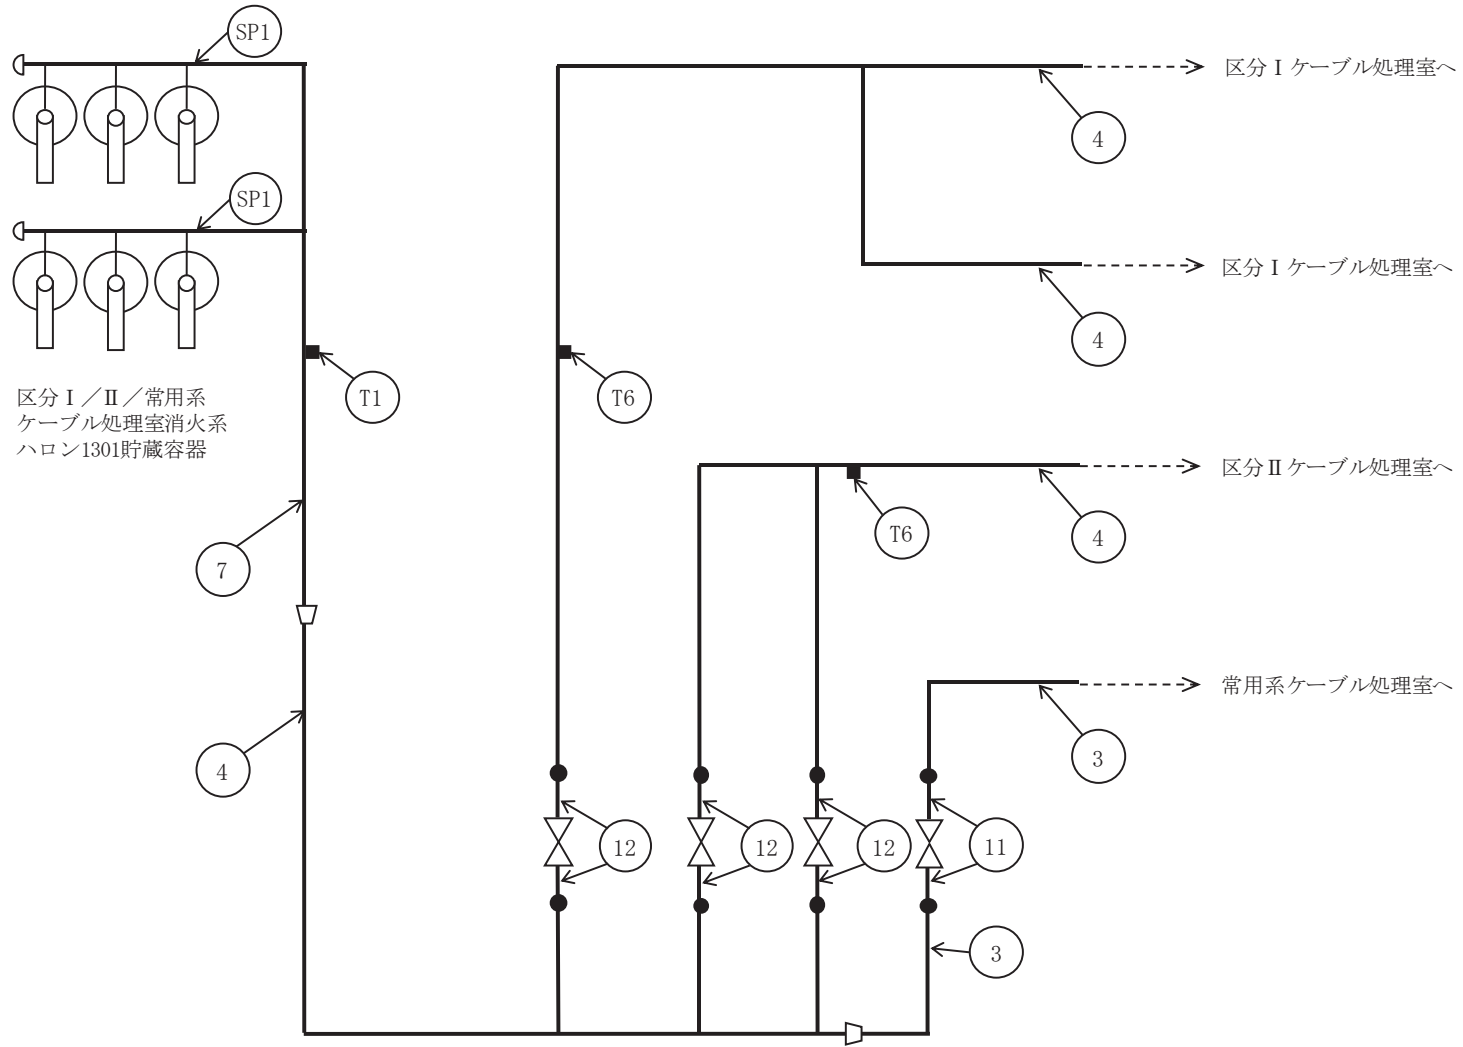 SP1
区分Ⅰケーブル処理室へ
4
SP1
区分Ⅰケーブル処理室へ
4
T1
T6
区分Ⅰ／Ⅱ／常用系
ケーブル処理室消火系
ハロン1301貯蔵容器
区分Ⅱケーブル処理室へ
T6
4
7
常用系ケーブル処理室へ
4
3
12
12
12
11
3